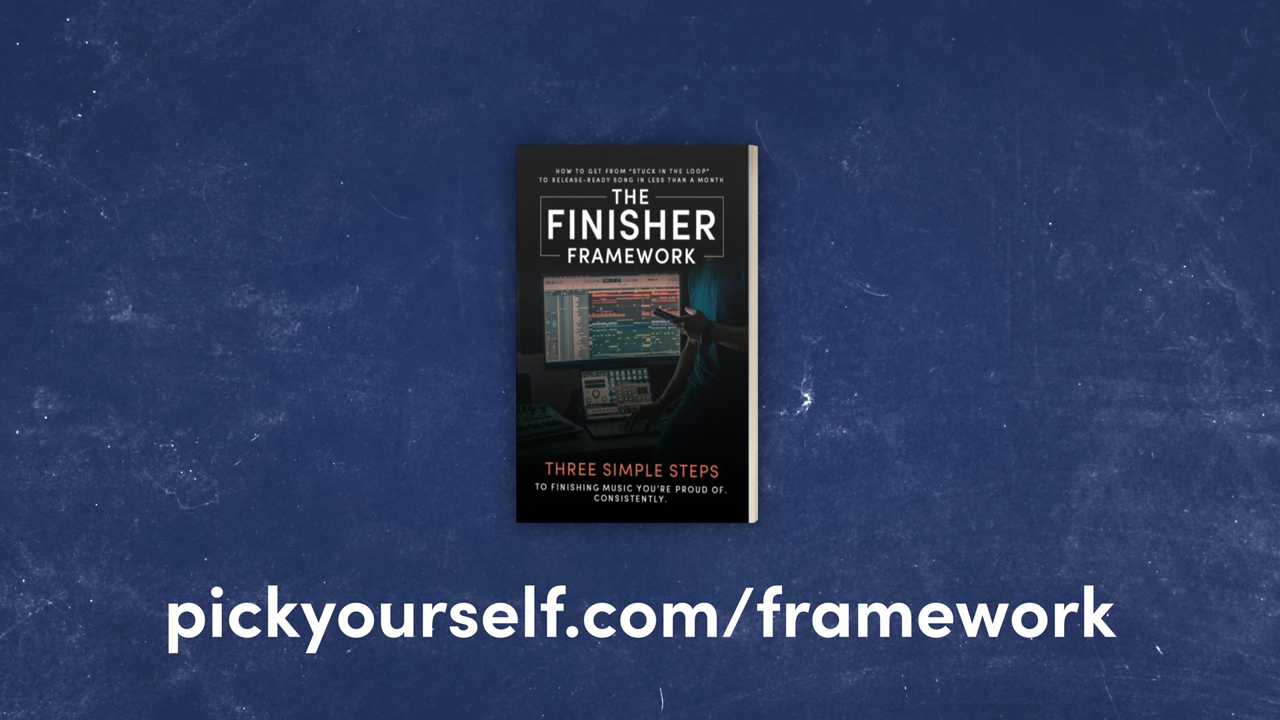 HOW TO GET FROM "STUCK IN THE LOOP"
TO RELEASE-READY SONG IN LESS THAN A MONTH
THE
FINISHER
FRAMEWORK
THREE SIMPLE STEPS
TO FINISHING MUSIC YOU'RE PROUD OF.
CONSISTENTLY.
pickyourself.com/framework